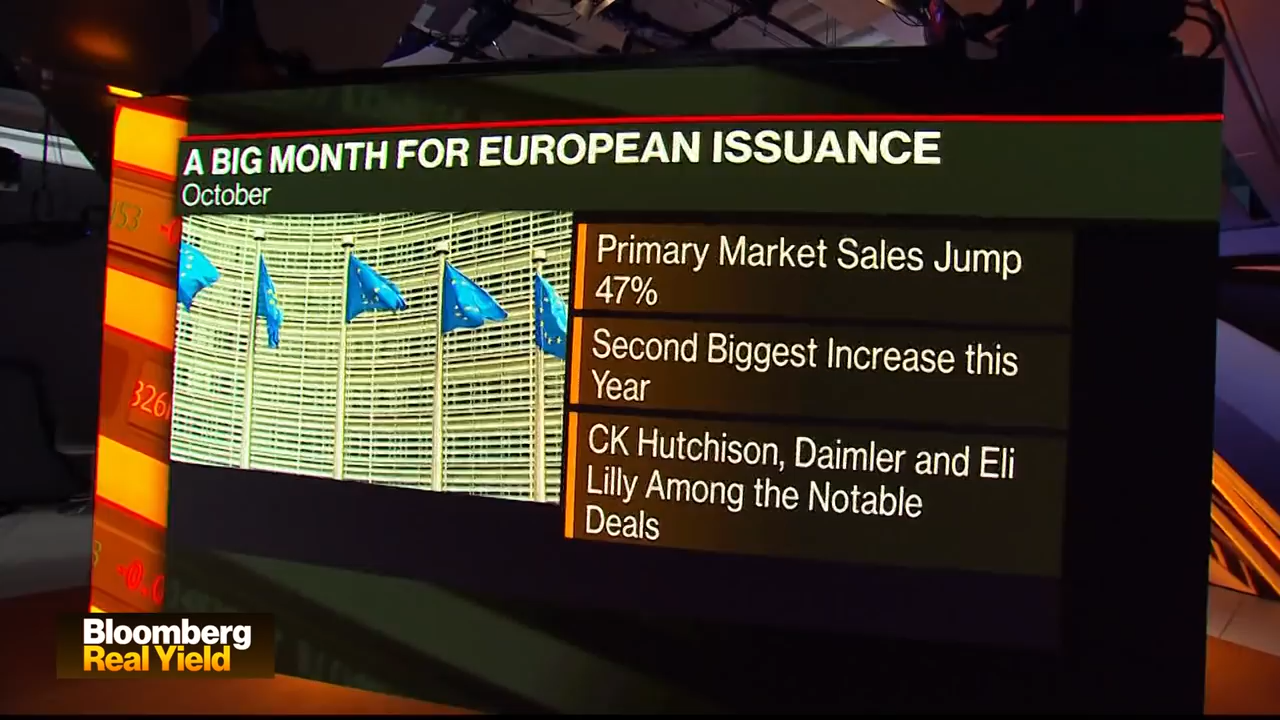 A BIG MONTH FOR EUROPEAN ISSUANCE
October
Primary Market Sales Jump
47%
Second Biggest Increase this
Year
CK Hutchison, Daimler and Eli
Lilly Among the Notable
Deals
Bloomberg
Real Yield